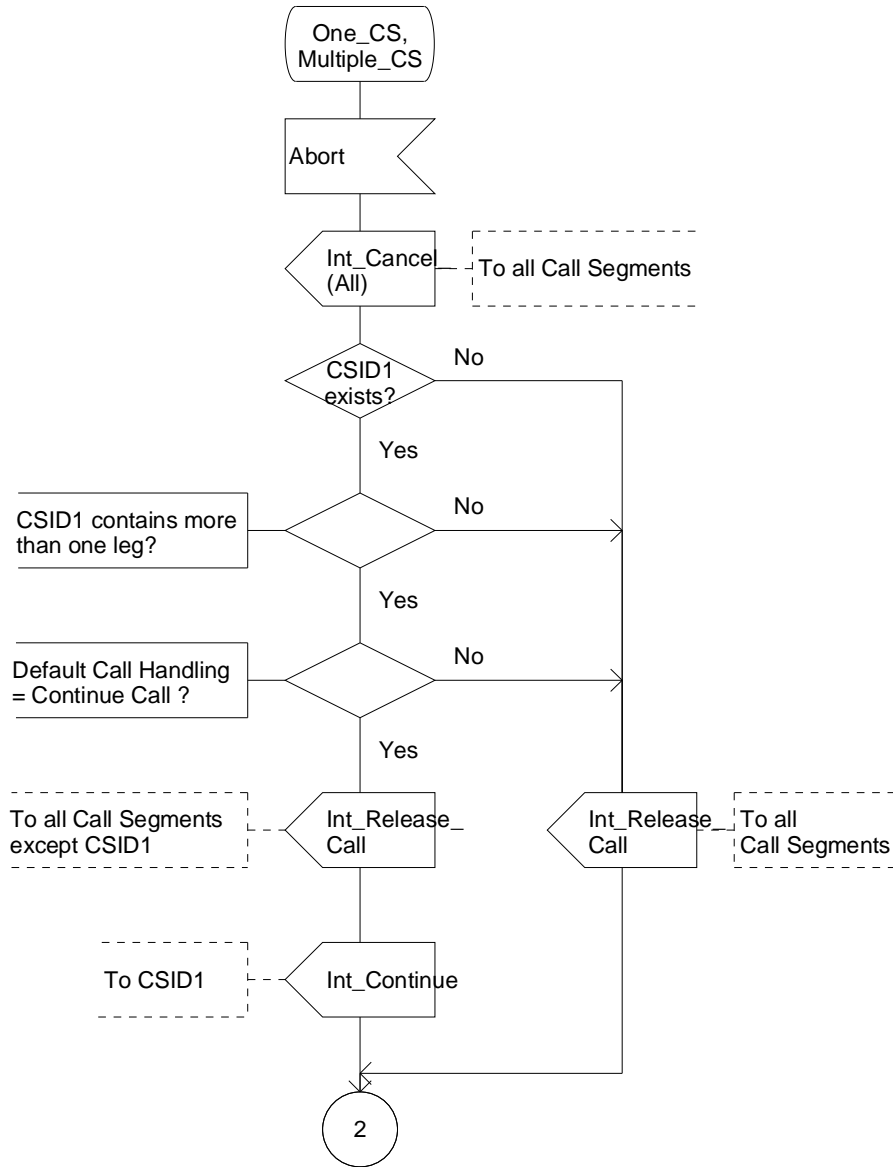 One_CS,
Multiple_CS
Abort
Int_Cancel_
(All)
To all Call Segments
CSID1
exists?
No
Yes
CSID1 contains more
than one leg?
No
Yes
Default Call Handling
= Continue Call ?
No
Yes
To all Call Segments
except CSID1
Int_Release_
Call
Int_Release_
Call
To all
Call Segments
To CSID1
Int_Continue
2